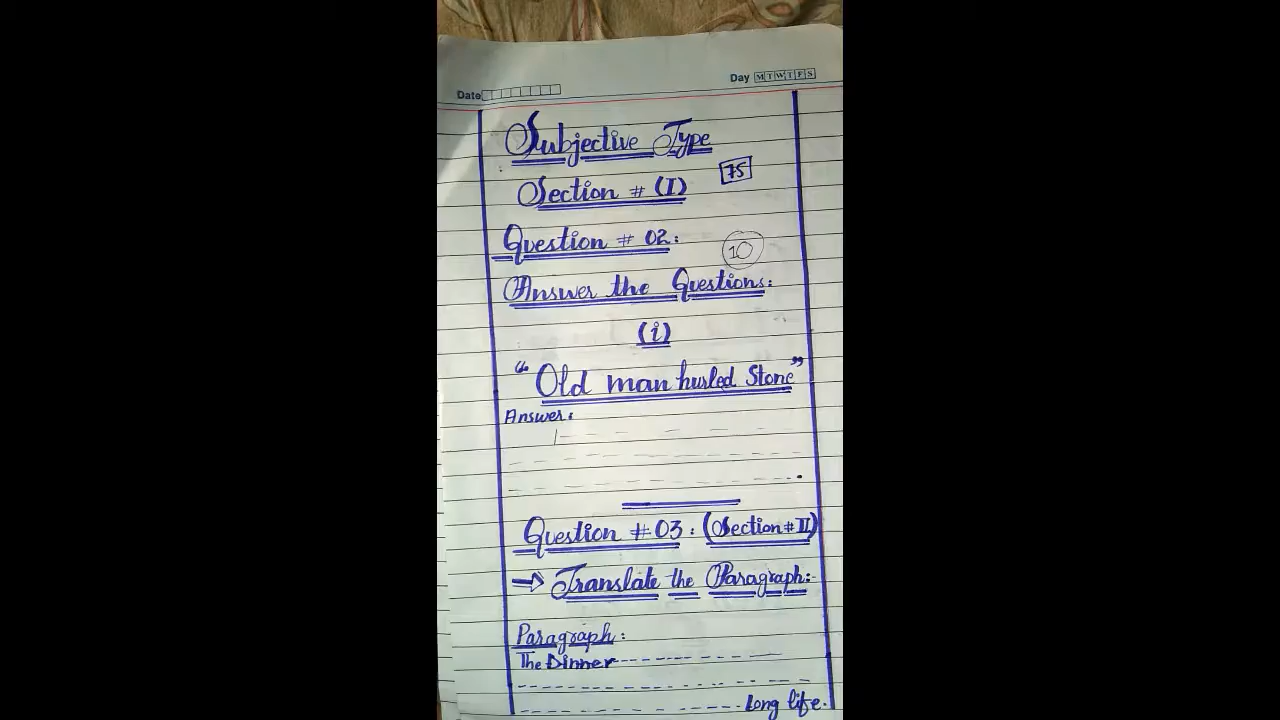 Date
Day M T W T F S
Subjective Type
75
Section # (I)
Question # 02:
10
Answer the Questions:
(i)
“Old man hurled Stone”
Answer:
Question #03: (Section # II)
⇒ Translate the Paragraph:-
Paragraph:
The Dinner
Long life.